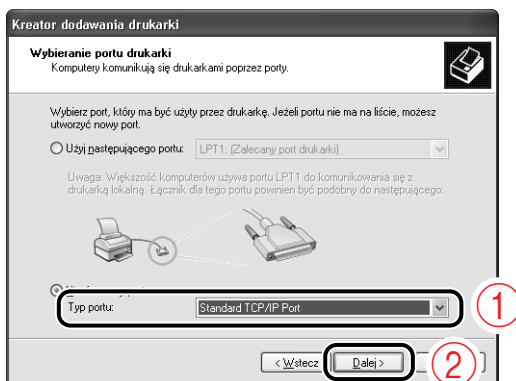 Kreator dodawania drukarki
Wybieranie portu drukarki
Komputery komunikują się drukarkami poprzez porty.
Wybierz port, który ma być użyty przez drukarkę. Jeżeli portu nie ma na liście, możesz
utworzyć nowy port.
Użyj następującego portu: LPT1: (Zalecany port drukarki)
Uwaga: Większość komputerów używa portu LPT1 do komunikowania się z
drukarką lokalną. Łącznik dla tego portu powinien być podobny do następującego:
Typ portu: Standard TCP/IP Port
1
< Wstecz Dalej >
2